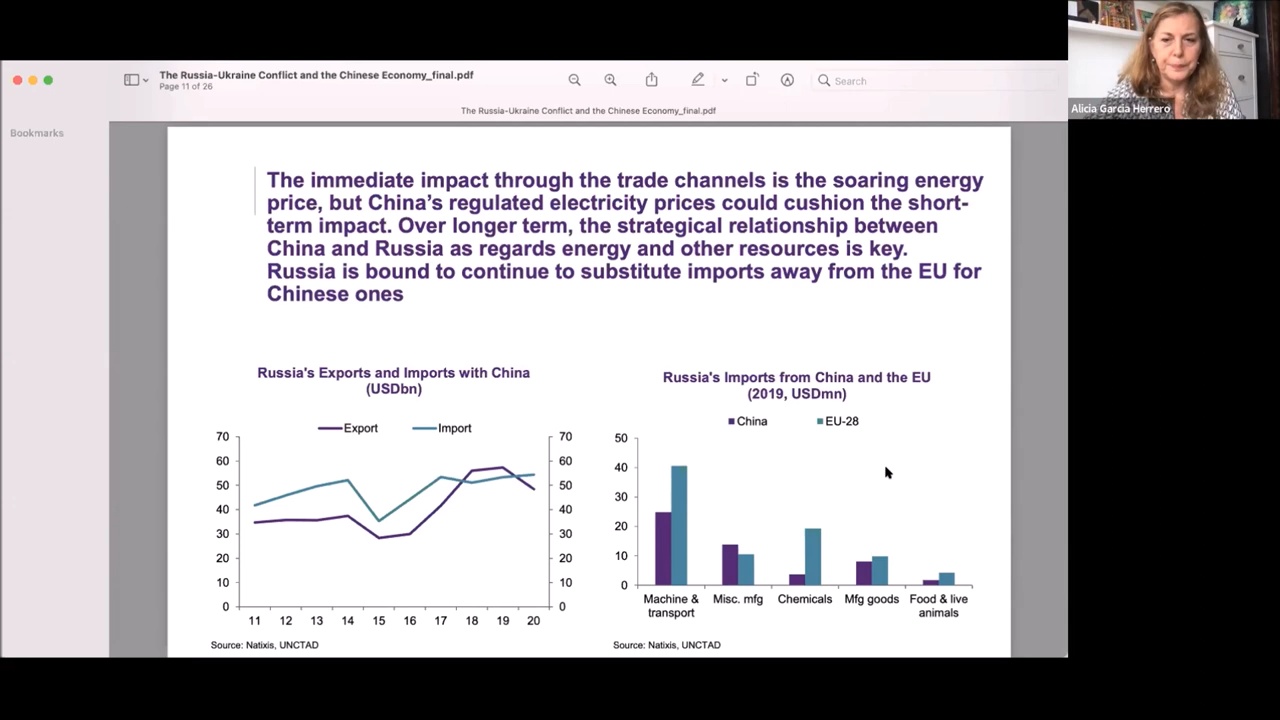 The Russia-Ukraine Conflict and the Chinese Economy_final.pdf
Page 11 of 26
Search
Alicia Garcia Herrero
The Russia-Ukraine Conflict and the Chinese Economy_final.pdf
Bookmarks
The immediate impact through the trade channels is the soaring energy
price, but China's regulated electricity prices could cushion the short-
term impact. Over longer term, the strategical relationship between
China and Russia as regards energy and other resources is key.
Russia is bound to continue to substitute imports away from the EU for
Chinese ones
Russia's Exports and Imports with China
(USDbn)
Export Import
70 70
60 60
50 50
40 40
30 30
20 20
10 10
0 0
11 12 13 14 15 16 17 18 19 20
Source: Natixis, UNCTAD
Russia's Imports from China and the EU
(2019, USDmn)
China EU-28
50
40
30
20
10
0
Machine &
transport
Misc. mfg
Chemicals
Mfg goods
Food & live
animals
Source: Natixis, UNCTAD